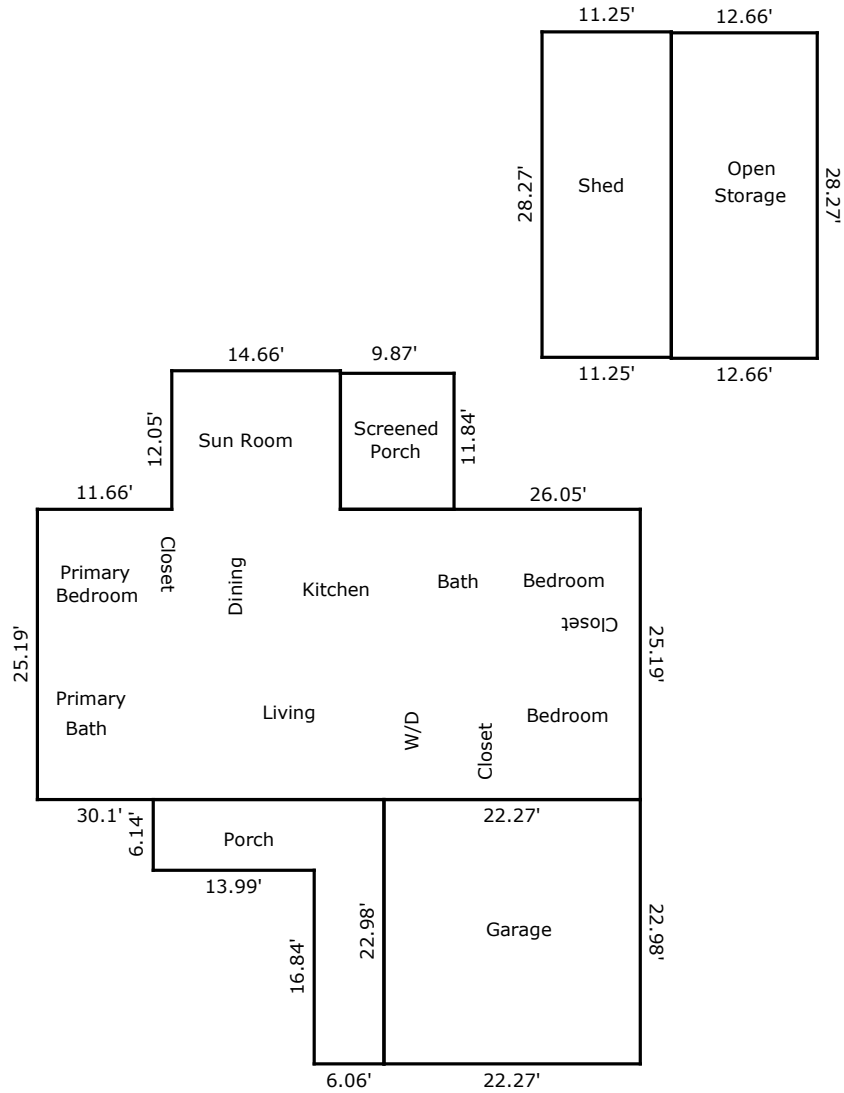 11.25'
12.66'
28.27'
Shed
Open
Storage
28.27'
11.25'
12.66'
14.66'
9.87'
12.05'
Sun Room
Screened
Porch
11.84'
11.66'
26.05'
25.19'
Primary
Bedroom
Closet
Dining
Kitchen
Bath
Bedroom
Closet
25.19'
Primary
Bath
Living
W/D
Closet
Bedroom
30.1'
22.27'
6.14'
Porch
13.99'
16.84'
22.98'
Garage
22.98'
6.06'
22.27'